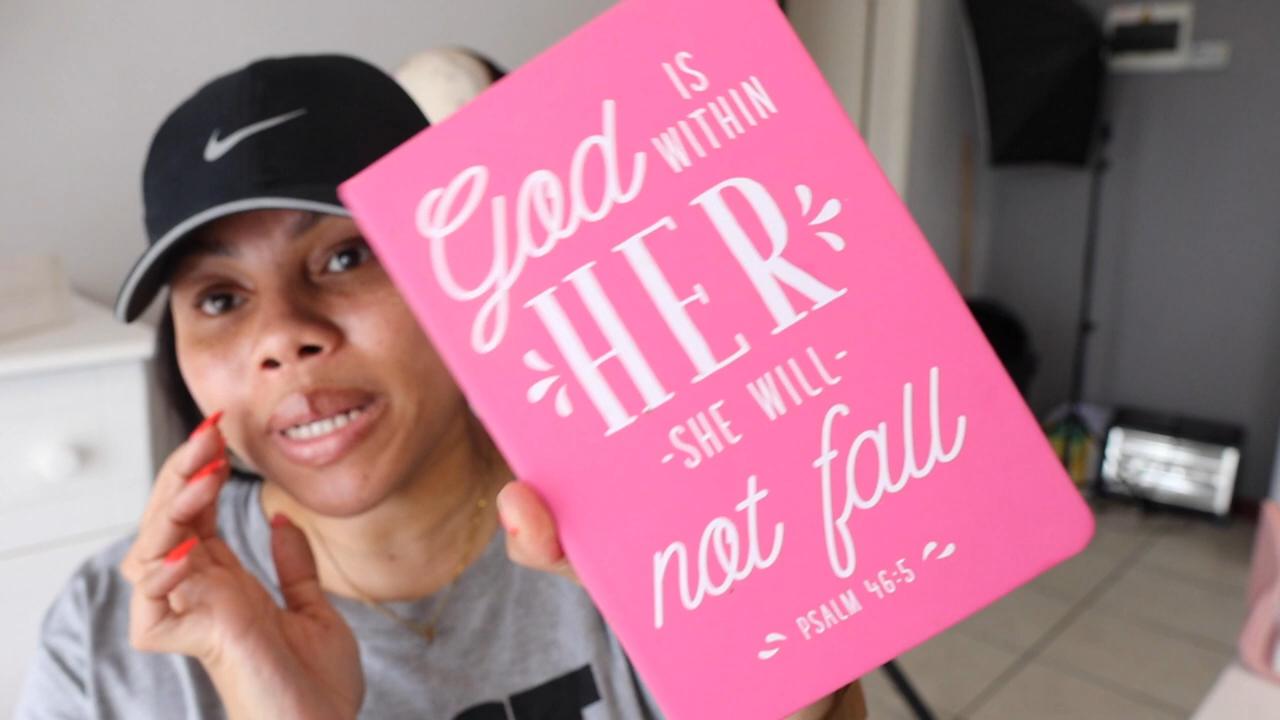 God IS
WITHIN
HER
-SHE WILL-
not fall
PSALM 46:5